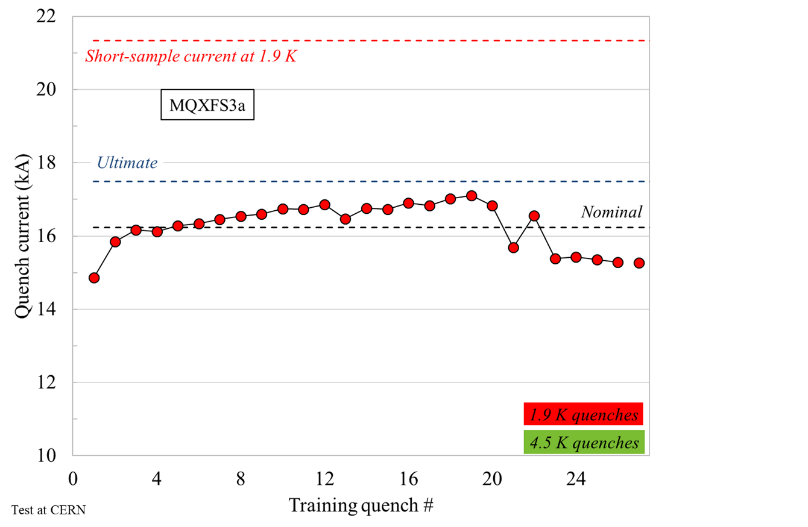 22
Short-sample current at 1.9 K
20
MQXFS3a
Ultimate
18
Nominal
16
Quench current (kA)
14
12
1.9 K quenches
4.5 K quenches
10
0 4 8 12 16 20 24
Training quench #
Test at CERN